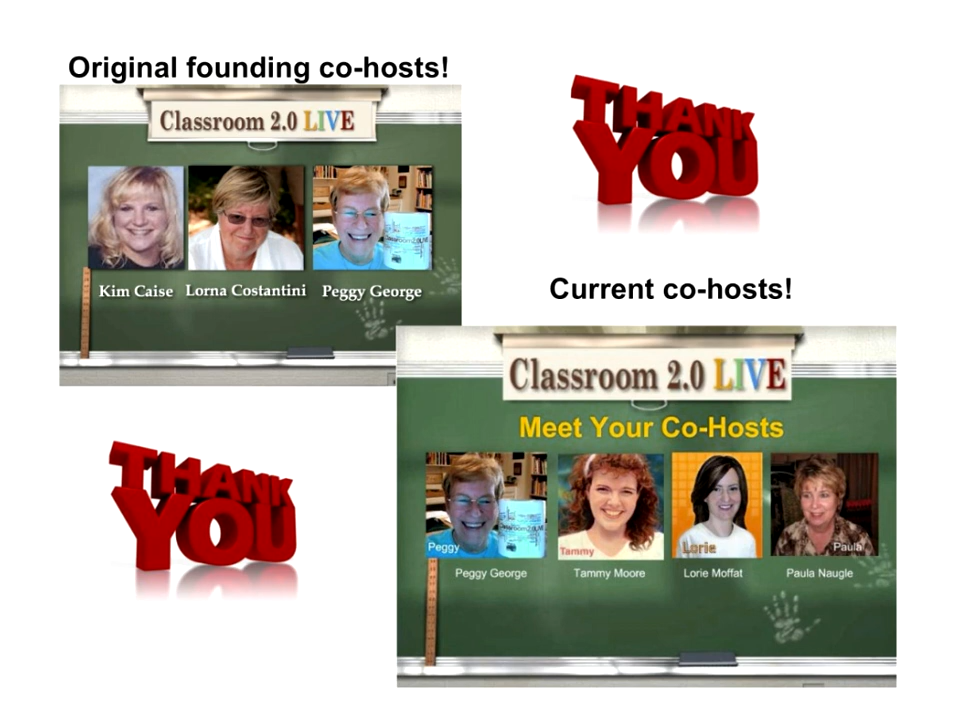 Original founding co-hosts!
Classroom 2.0 LIVE
Kim Caise Lorna Costantini Peggy George
THANK
YOU
Current co-hosts!
Classroom 2.0 LIVE
Meet Your Co-Hosts
Peggy Tammy Lorie Paula
Peggy George Tammy Moore Lorie Moffat Paula Naugle
THANK
YOU